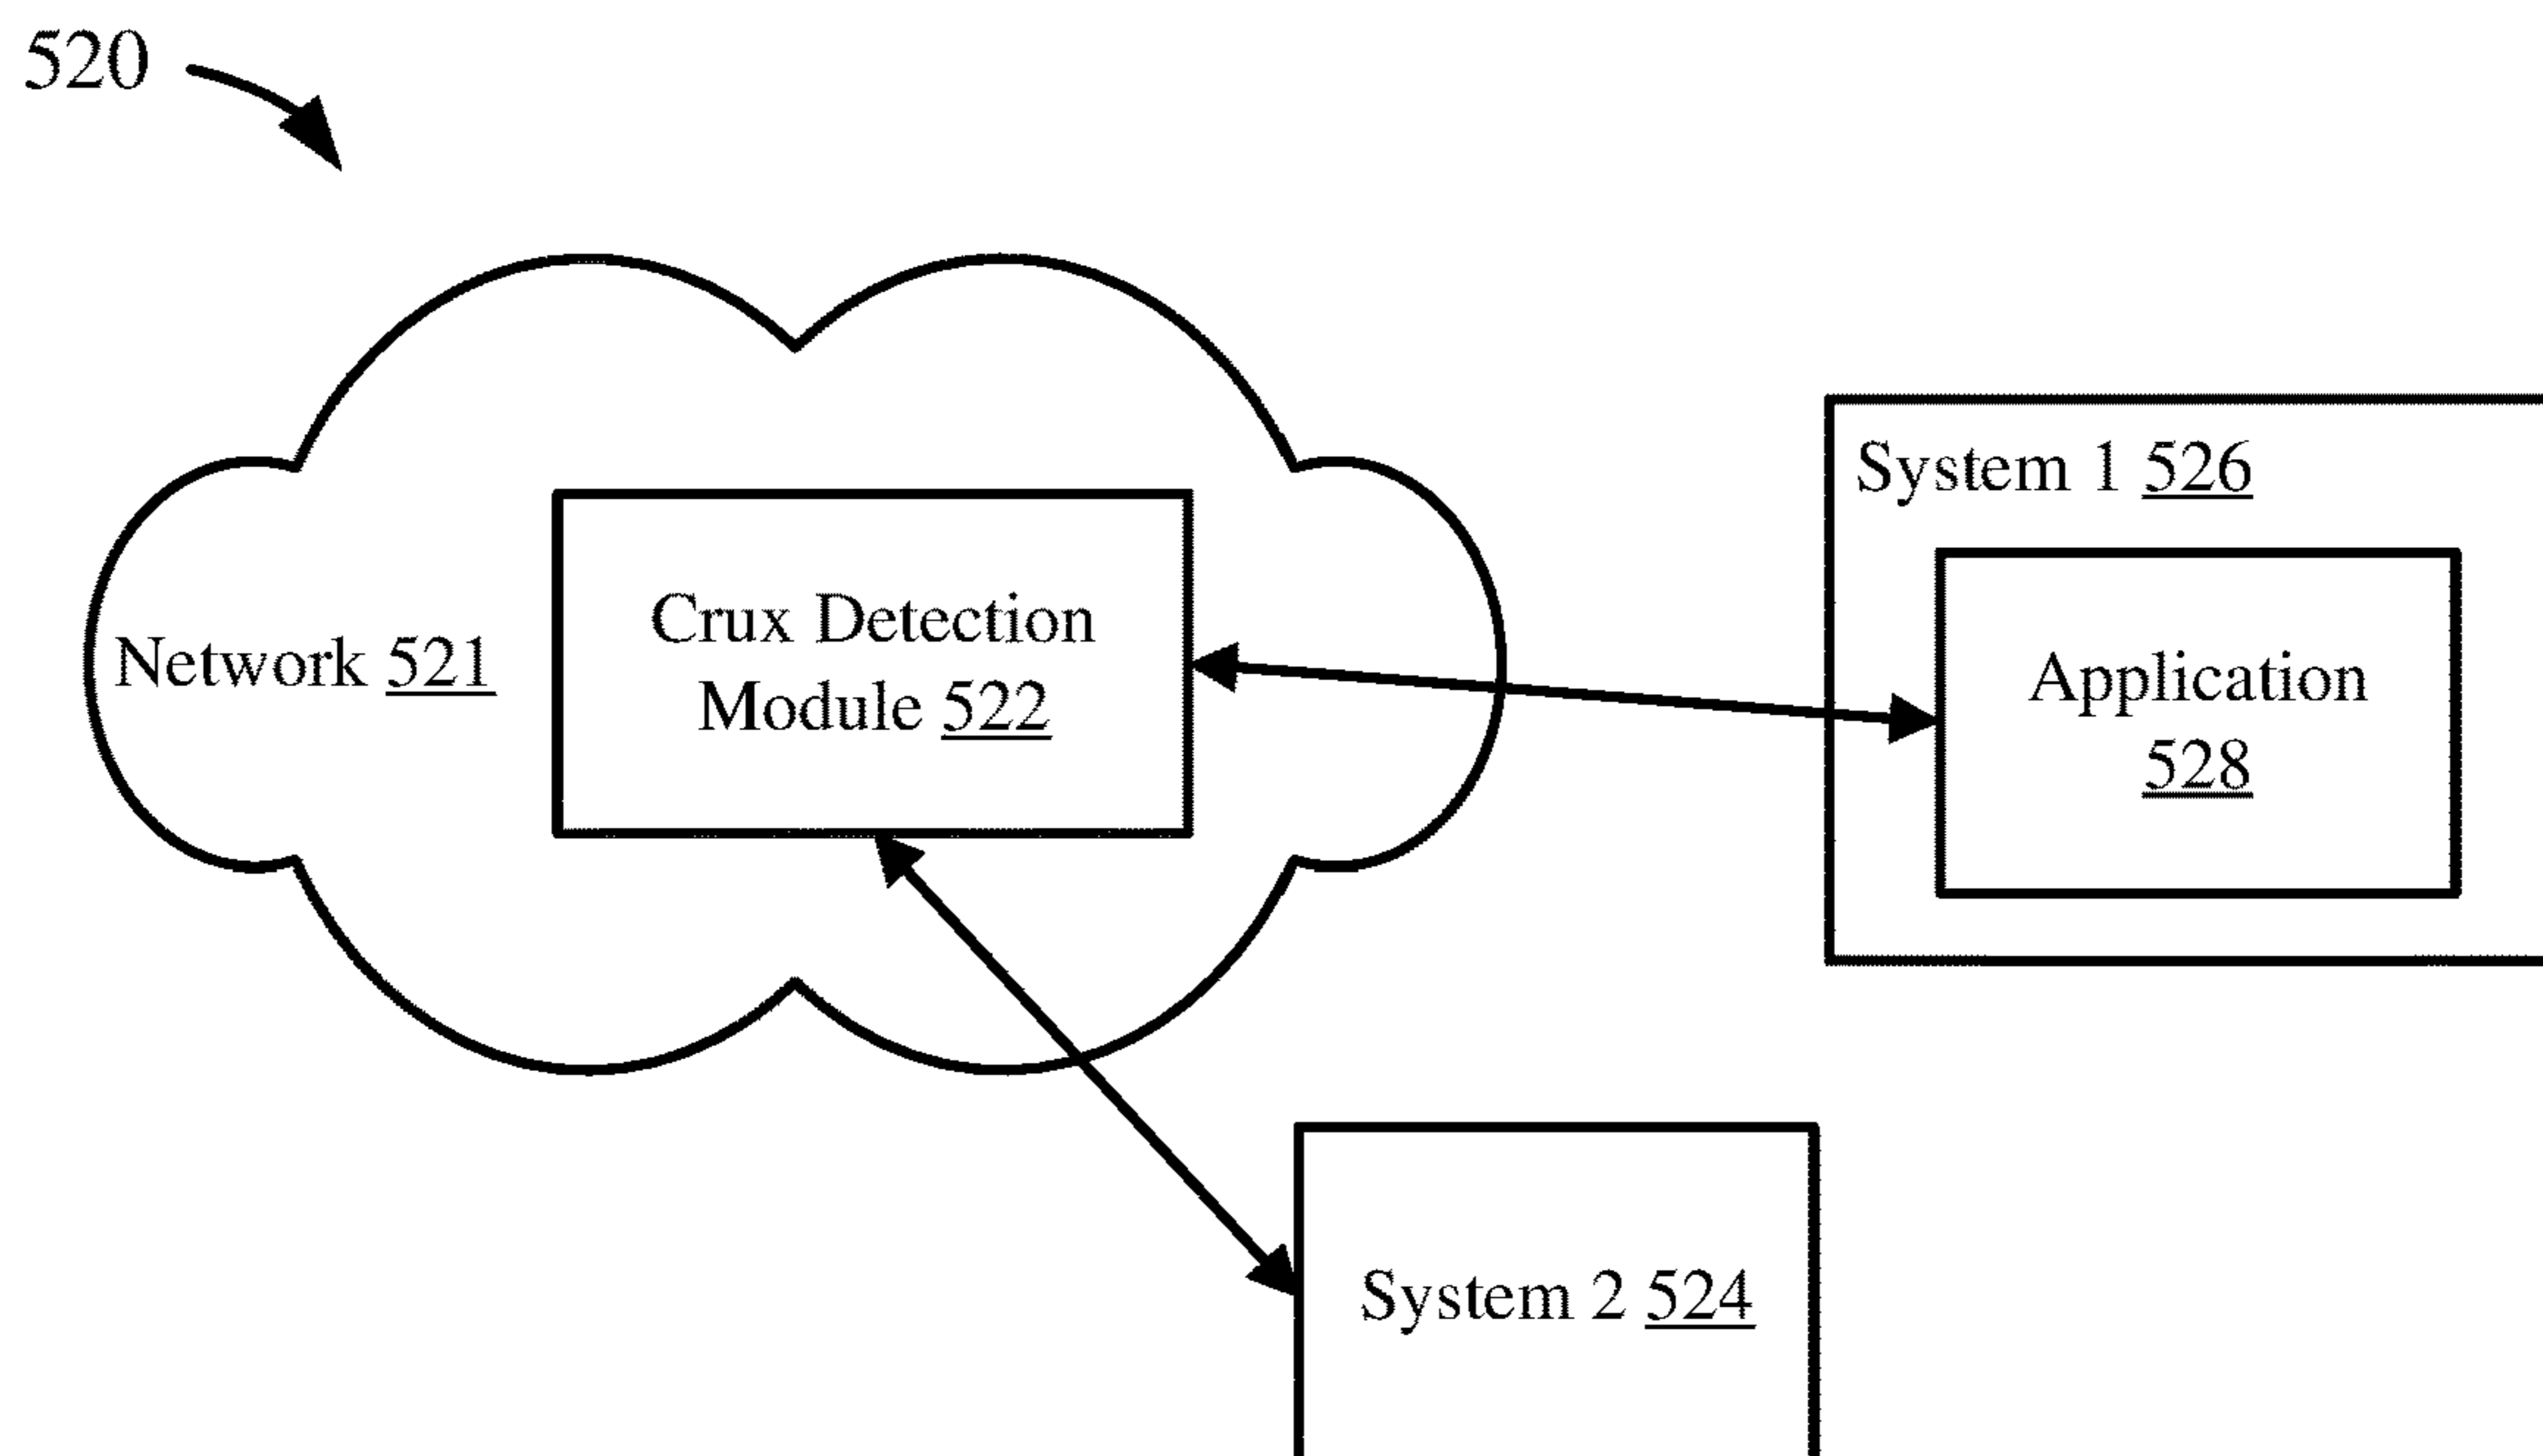 520
System 1 526
Crux Detection
Module 522
Network 521
Application
528
System 2 524